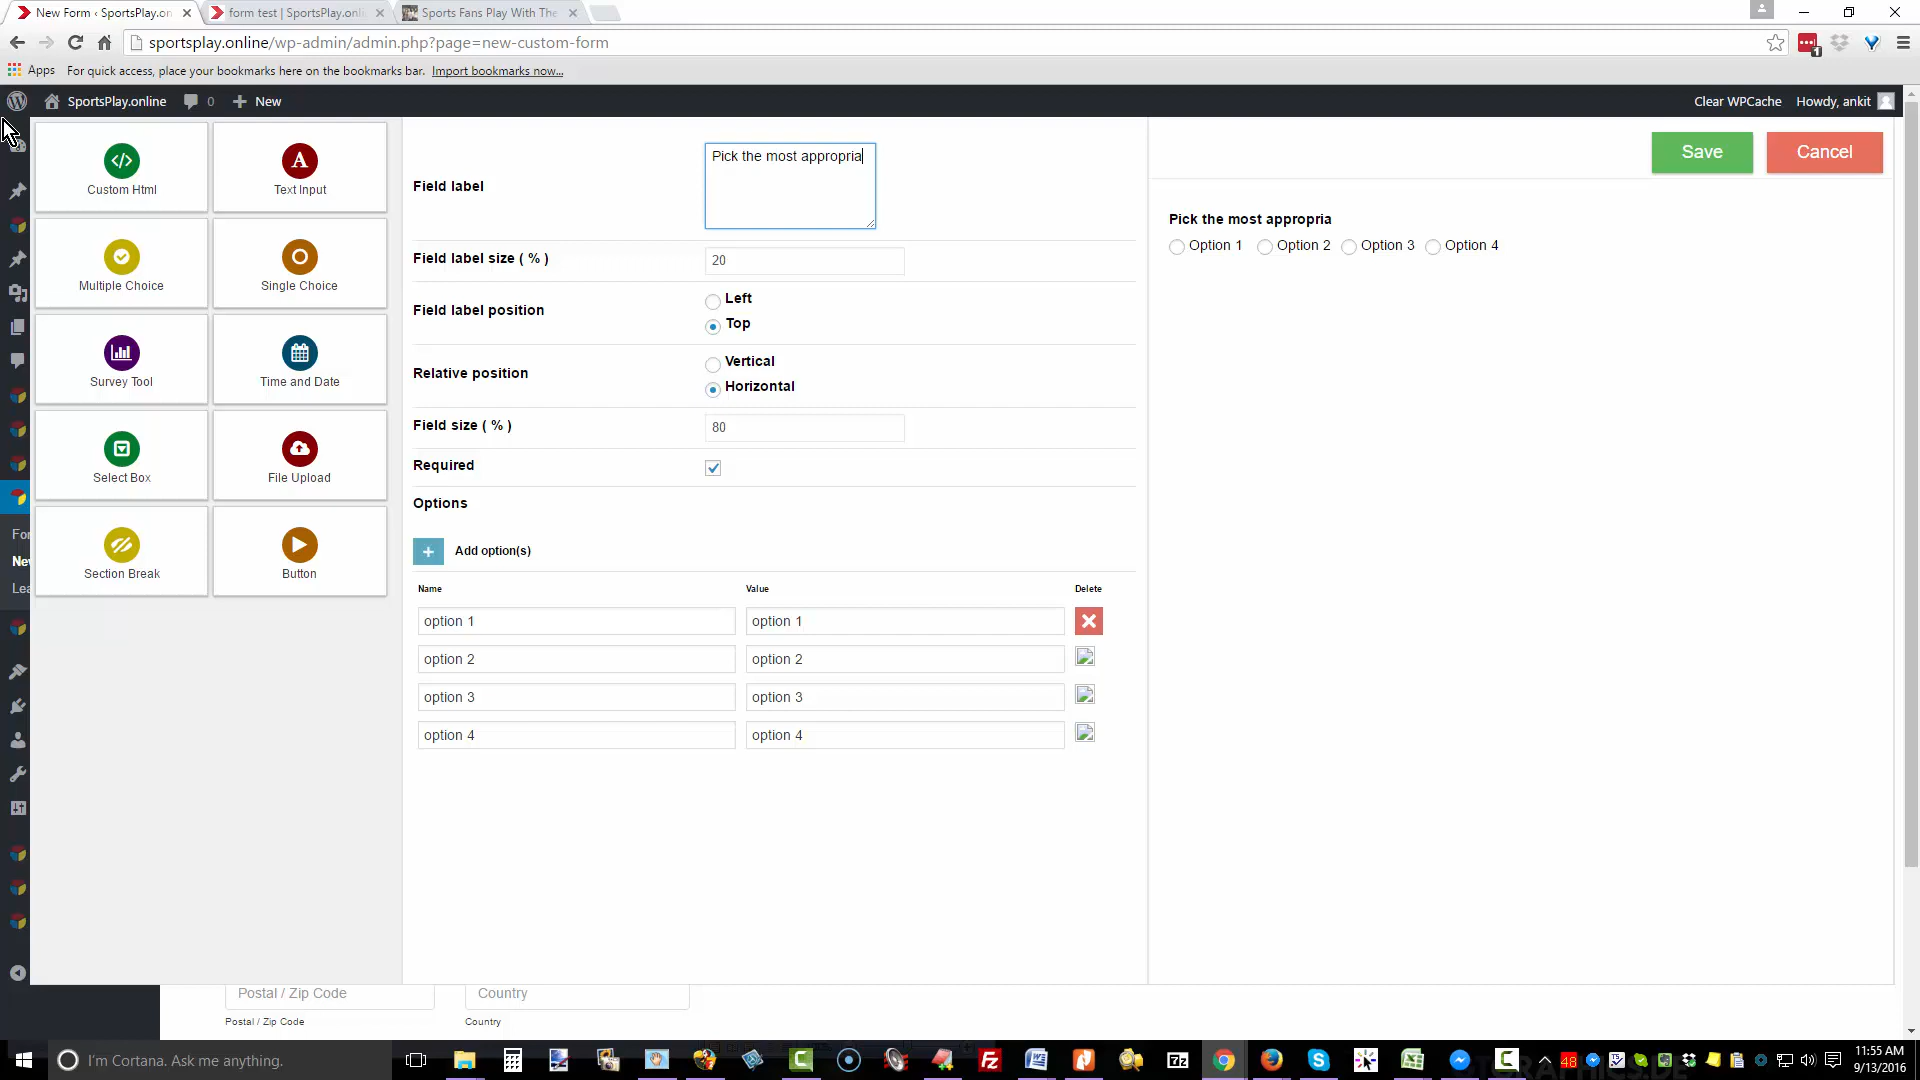 New Form ‹ SportsPlay.on
form test | SportsPlay.onli
Sports Fans Play With The
sportsplay.online/wp-admin/admin.php?page=new-custom-form
Apps
For quick access, place your bookmarks here on the bookmarks bar. Import bookmarks now...
SportsPlay.online
0
New
Clear WPCache
Howdy, ankit
Custom Html
Text Input
Multiple Choice
Single Choice
Survey Tool
Time and Date
Select Box
File Upload
Section Break
Button
For
New
Lea
Field label
Pick the most appropria
Field label size ( % )
20
Field label position
Left
Top
Relative position
Vertical
Horizontal
Field size ( % )
80
Required
Options
+ Add option(s)
Name
Value
Delete
option 1
option 1
option 2
option 2
option 3
option 3
option 4
option 4
Save
Cancel
Pick the most appropria
Option 1
Option 2
Option 3
Option 4
Postal / Zip Code
Country
Postal / Zip Code
Country
I'm Cortana. Ask me anything.
48
11:55 AM
9/13/2016